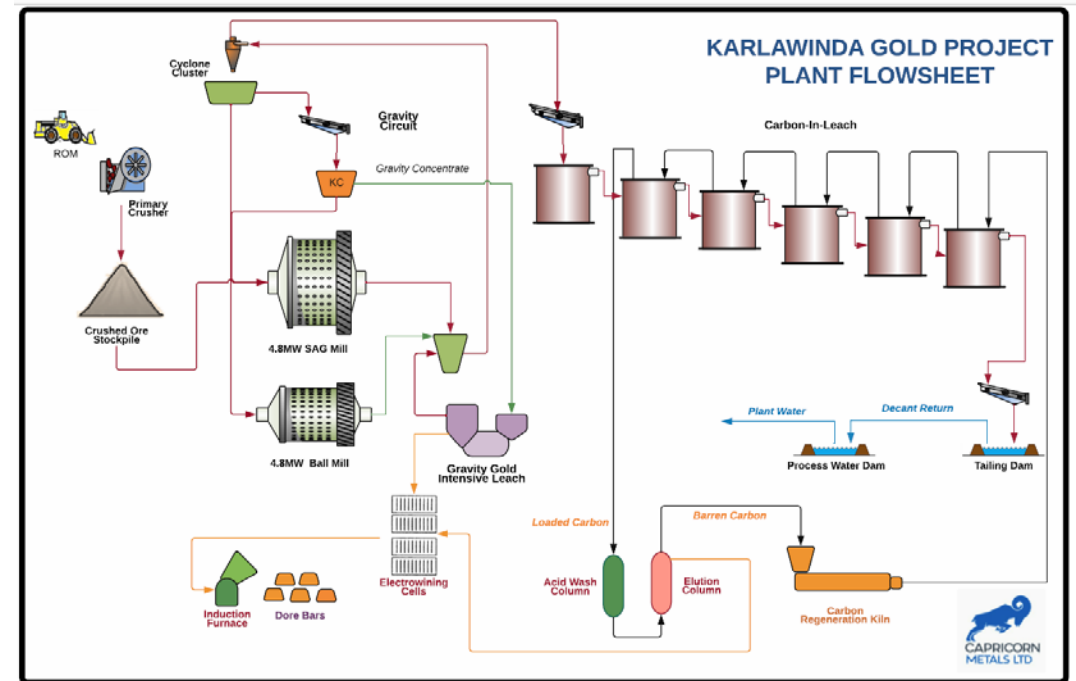 KARLAWINDA GOLD PROJECT
PLANT FLOWSHEET
Cyclone
Cluster
Gravity
Circuit
Carbon-In-Leach
ROM
Gravity Concentrate
KC
Primary
Crusher
Crushed Ore
Stockpile
4.8MW SAG Mill
Plant Water
Decant Return
4.8MW Ball Mill
Process Water Dam
Tailing Dam
Gravity Gold
Intensive Leach
Loaded Carbon
Barren Carbon
Electrowining
Cells
Acid Wash
Column
Elution
Column
Induction
Furnace
Dore Bars
Carbon
Regeneration Kiln
CAPRICORN
METALS LTD